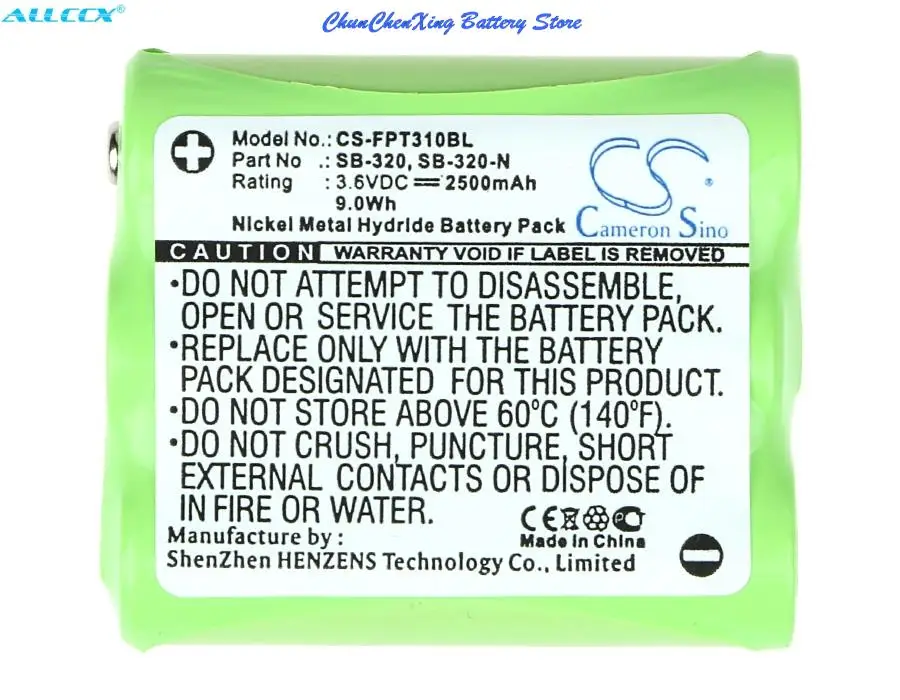 ALLCCX®
ChunChenXing Battery Store
Model No.: CS-FPT310BL
Part No .: SB-320, SB-320-N
Rating : 3.6VDC ⎓ 2500mAh
9.0Wh
Nickel Metal Hydride Battery Pack
CS®
Cameron Sino
CAUTION WARRANTY VOID IF LABEL IS REMOVED
•DO NOT ATTEMPT TO DISASSEMBLE,
OPEN OR SERVICE THE BATTERY PACK.
•REPLACE ONLY WITH THE BATTERY
PACK DESIGNATED FOR THIS PRODUCT.
•DO NOT STORE ABOVE 60°C (140°F).
•DO NOT CRUSH, PUNCTURE, SHORT
EXTERNAL CONTACTS OR DISPOSE OF
IN FIRE OR WATER.
CE
Made in China
Manufacture by :
ShenZhen HENZENS Technology Co., Limited